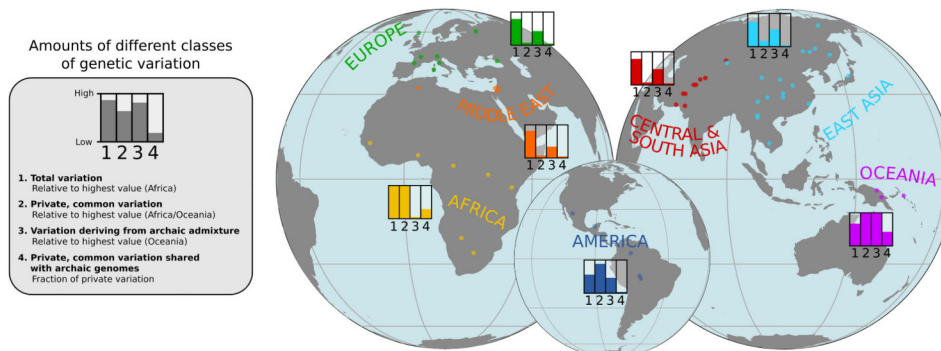 Amounts of different classes
of genetic variation
High
Low
1 2 3 4
1. Total variation
Relative to highest value (Africa)
2. Private, common variation
Relative to highest value (Africa/Oceania)
3. Variation deriving from archaic admixture
Relative to highest value (Oceania)
4. Private, common variation shared
with archaic genomes
Fraction of private variation
EUROPE
1 2 3 4
MIDDLE EAST
1 2 3 4
AFRICA
1 2 3 4
AMERICA
1 2 3 4
CENTRAL &
SOUTH ASIA
1 2 3 4
EAST ASIA
1 2 3 4
OCEANIA
1 2 3 4